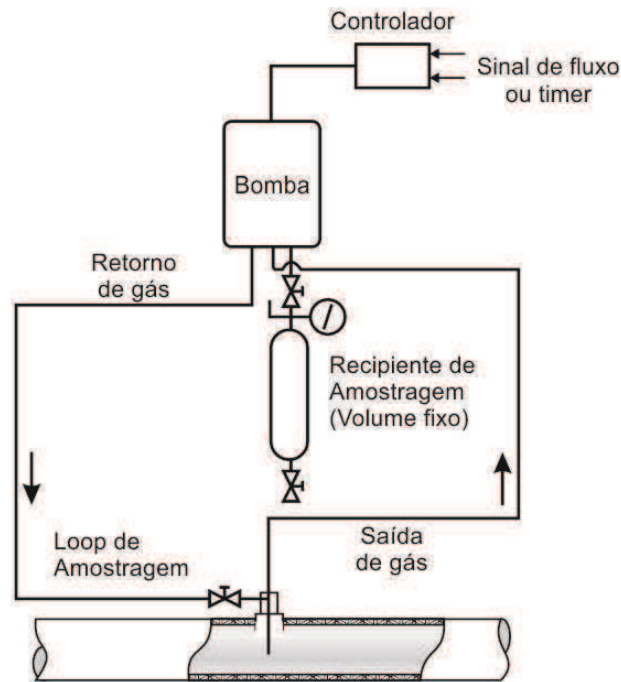 Controlador
Sinal de fluxo
ou timer
Bomba
Retorno
de gás
Recipiente de
Amostragem
(Volume fixo)
Loop de
Amostragem
Saída
de gás